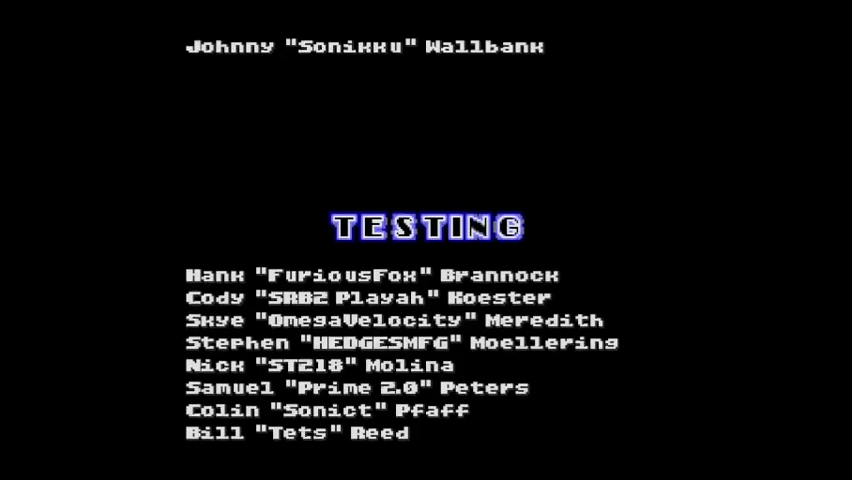 Johnny "Sonikku" Wallbank
TESTING
Hank "FuriousFox" Brannock
Cody "SRB2 Playah" Koester
Skye "OmegaVelocity" Meredith
Stephen "HEDGESMFG" Moellering
Nick "ST218" Molina
Samuel "Prime 2.0" Peters
Colin "Sonict" Pfaff
Bill "Tets" Reed